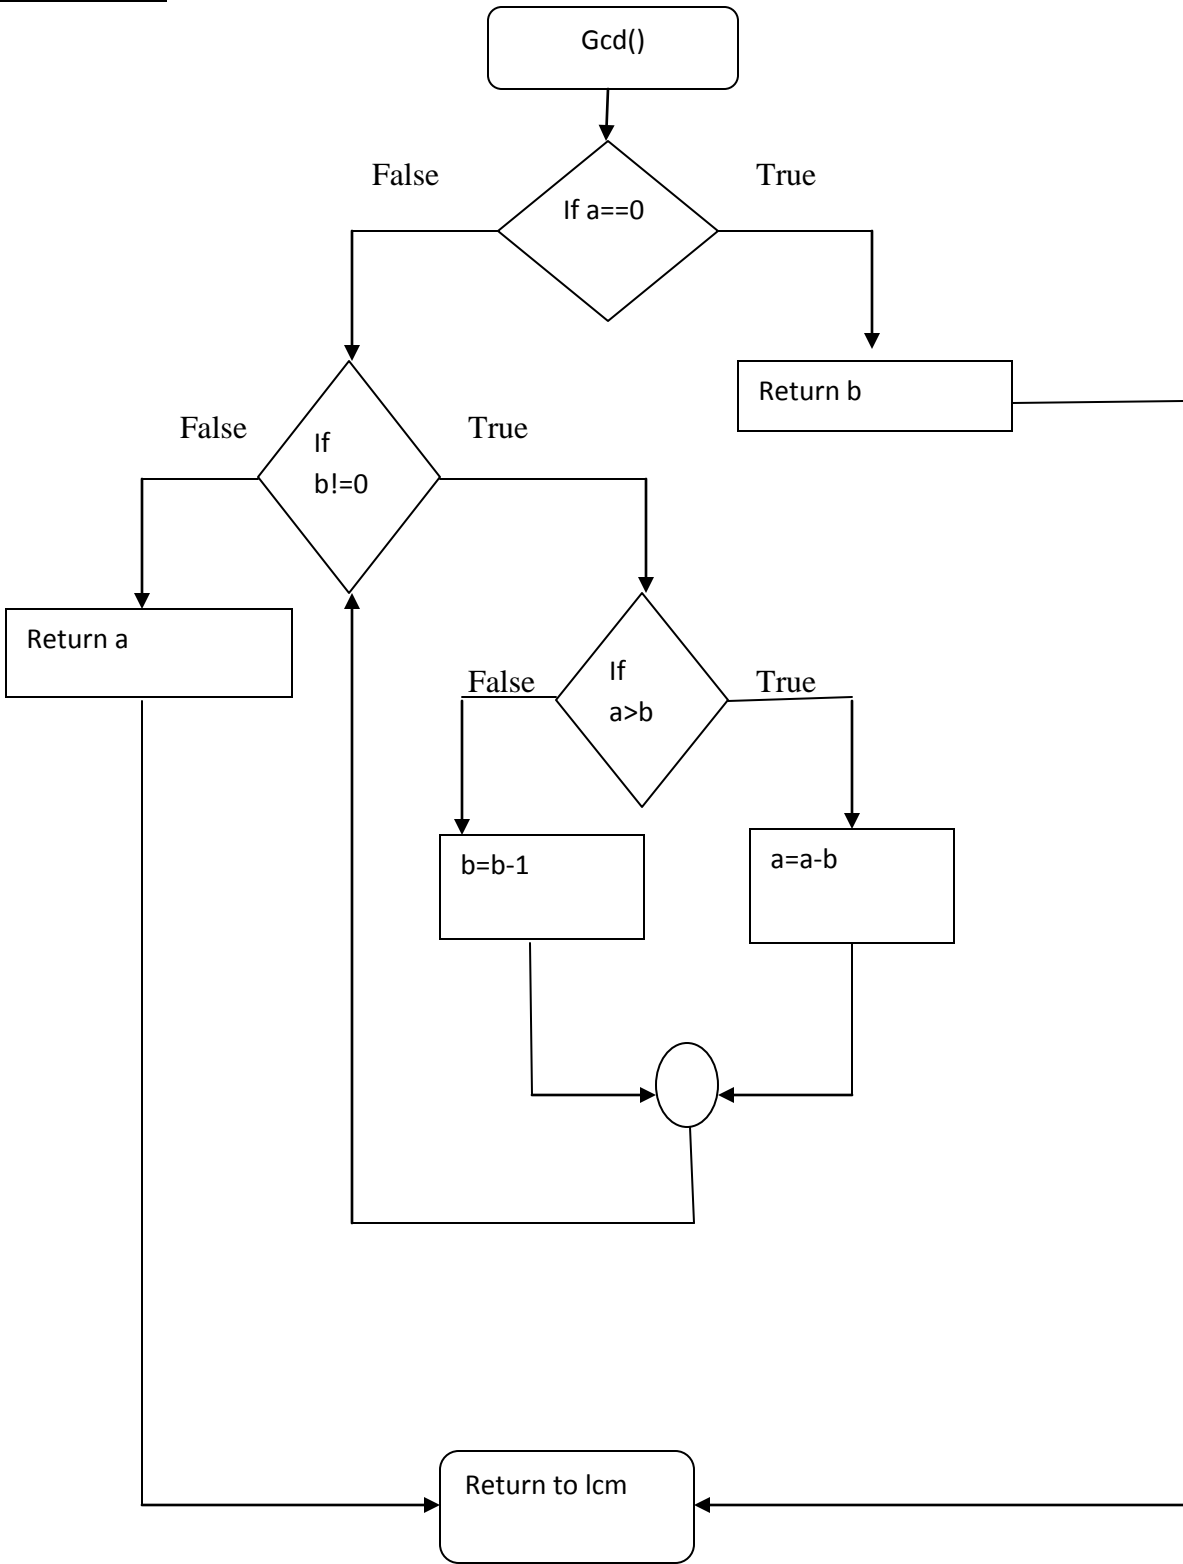 Gcd()
False
True
If a==0
Return b
False
True
If
b!=0
Return a
False
True
If
a>b
b=b-1
a=a-b
Return to lcm